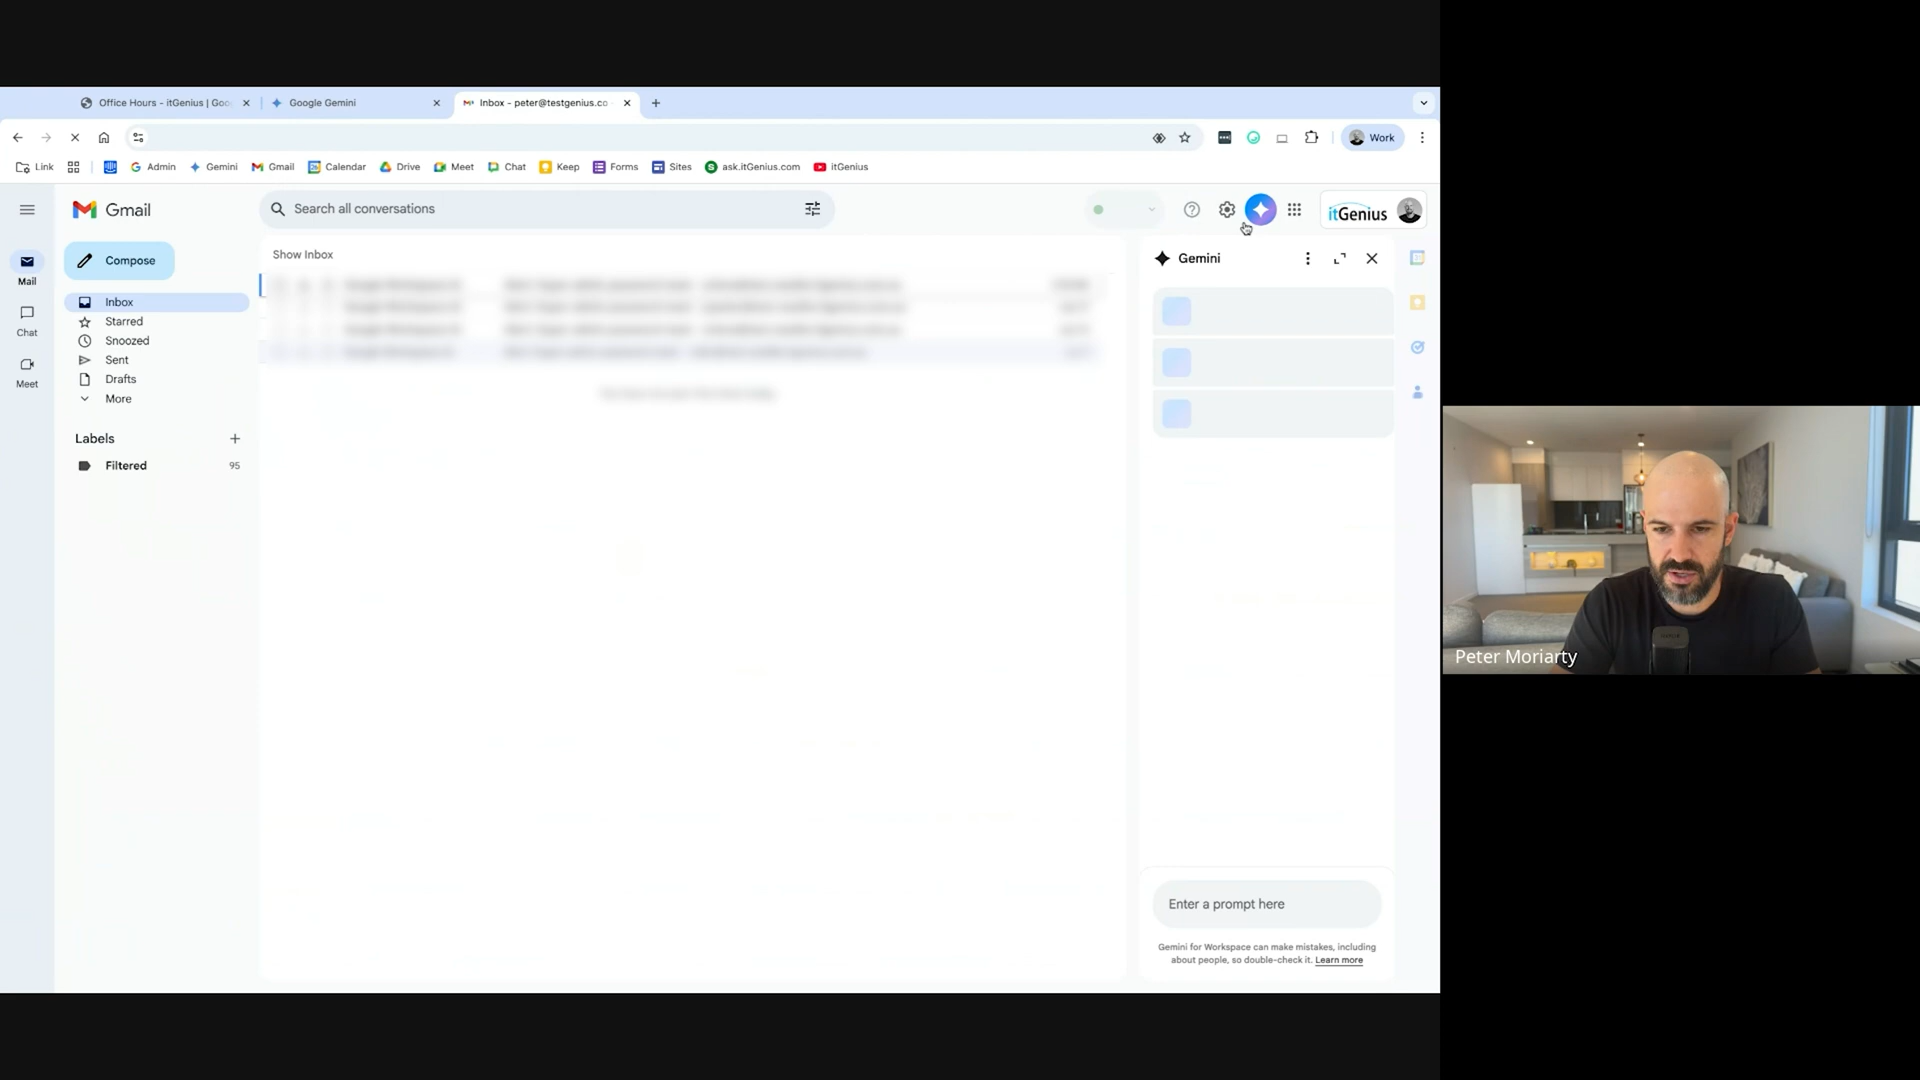 Office Hours - itGenius | Goo
Google Gemini
Inbox - peter@testgenius.co
Work
Link
Admin
Gemini
Gmail
Calendar
Drive
Meet
Chat
Keep
Forms
Sites
ask.itGenius.com
itGenius
Gmail
Search all conversations
itGenius
Compose
Show Inbox
Gemini
Mail
Inbox
Starred
Chat
Snoozed
Sent
Meet
Drafts
More
Labels
Filtered 95
Peter Moriarty
Enter a prompt here
Gemini for Workspace can make mistakes, including
about people, so double-check it. Learn more